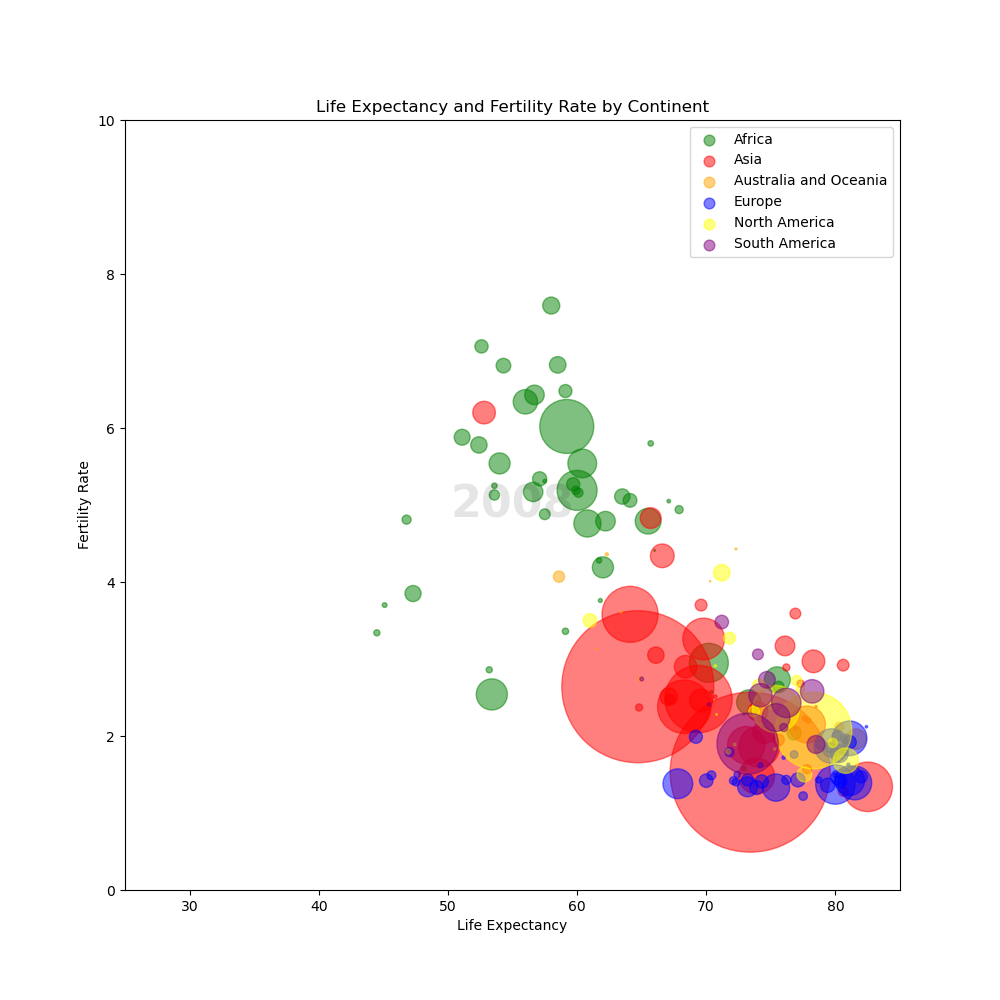 Life Expectancy and Fertility Rate by Continent
10
8
6
4
2
0
Fertility Rate
2008
Africa
Asia
Australia and Oceania
Europe
North America
South America
30 40 50 60 70 80
Life Expectancy